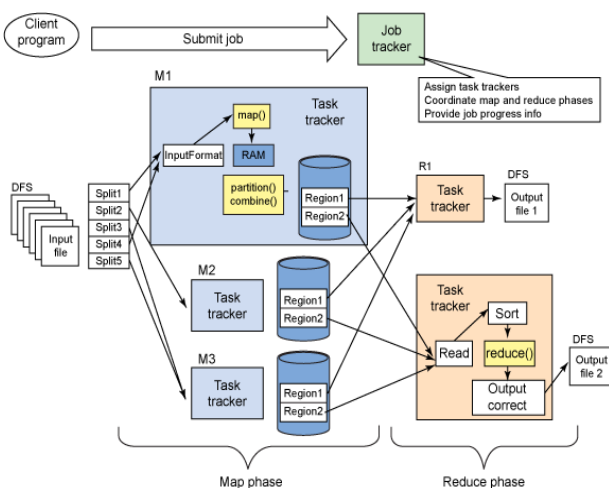 Client
program
Submit job
Job
tracker
Assign task trackers
Coordinate map and reduce phases
Provide job progress info
M1
Task
tracker
map()
InputFormat
RAM
partition()
combine()
Region1
Region2
DFS
Input
file
Split1
Split2
Split3
Split4
Split5
M2
Task
tracker
Region1
Region2
M3
Task
tracker
Region1
Region2
R1
Task
tracker
DFS
Output
file 1
Task
tracker
Sort
Read
reduce()
Output
correct
DFS
Output
file 2
Map phase
Reduce phase